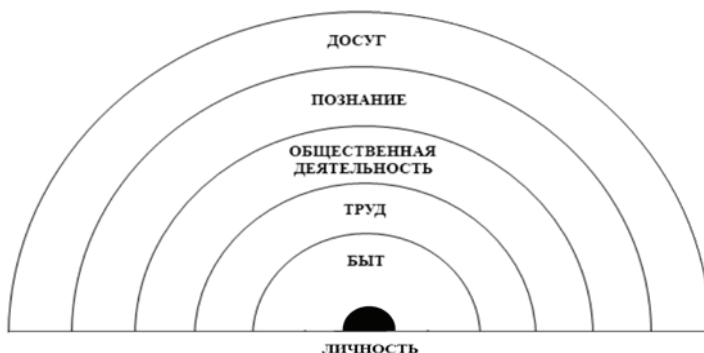 ДОСУГ
ПОЗНАНИЕ
ОБЩЕСТВЕННАЯ
ДЕЯТЕЛЬНОСТЬ
ТРУД
БЫТ
ЛИЧНОСТЬ